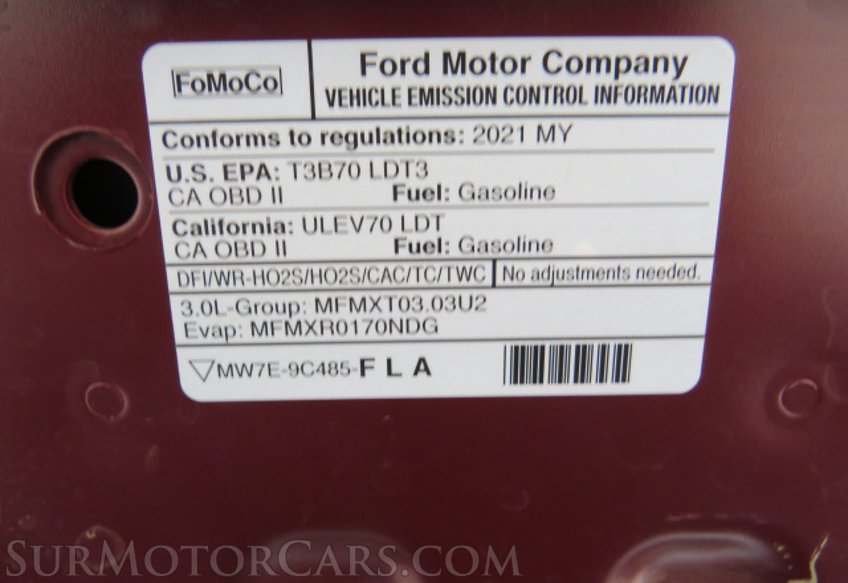 FoMoCo
Ford Motor Company
VEHICLE EMISSION CONTROL INFORMATION
Conforms to regulations: 2021 MY
U.S. EPA: T3B70 LDT3
CA OBD II Fuel: Gasoline
California: ULEV70 LDT
CA OBD II Fuel: Gasoline
DFI/WR-HO2S/HO2S/CAC/TC/TWC No adjustments needed.
3.0L-Group: MFMXT03.03U2
Evap: MFMXR0170NDG
MW7E-9C485-F L A
SurMotorCars.com